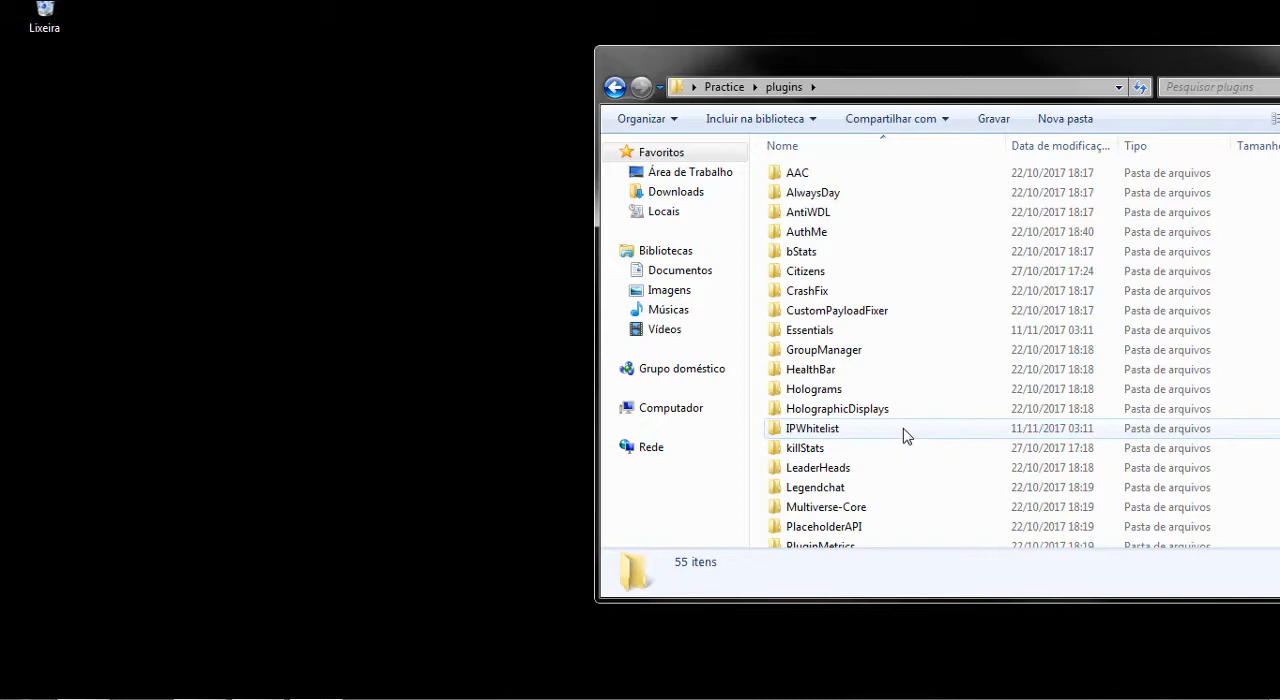 Lixeira
Practice plugins
Pesquisar plugins
Organizar Incluir na biblioteca Compartilhar com Gravar Nova pasta
Favoritos
Área de Trabalho
Downloads
Locais
Bibliotecas
Documentos
Imagens
Músicas
Vídeos
Grupo doméstico
Computador
Rede
Nome Data de modificaç... Tipo Tamanho
AAC 22/10/2017 18:17 Pasta de arquivos
AlwaysDay 22/10/2017 18:17 Pasta de arquivos
AntiWDL 22/10/2017 18:17 Pasta de arquivos
AuthMe 22/10/2017 18:40 Pasta de arquivos
bStats 22/10/2017 18:17 Pasta de arquivos
Citizens 27/10/2017 17:24 Pasta de arquivos
CrashFix 22/10/2017 18:17 Pasta de arquivos
CustomPayloadFixer 22/10/2017 18:17 Pasta de arquivos
Essentials 11/11/2017 03:11 Pasta de arquivos
GroupManager 22/10/2017 18:18 Pasta de arquivos
HealthBar 22/10/2017 18:18 Pasta de arquivos
Holograms 22/10/2017 18:18 Pasta de arquivos
HolographicDisplays 22/10/2017 18:18 Pasta de arquivos
IPWhitelist 11/11/2017 03:11 Pasta de arquivos
killStats 27/10/2017 17:18 Pasta de arquivos
LeaderHeads 22/10/2017 18:18 Pasta de arquivos
Legendchat 22/10/2017 18:19 Pasta de arquivos
Multiverse-Core 22/10/2017 18:19 Pasta de arquivos
PlaceholderAPI 22/10/2017 18:19 Pasta de arquivos
PluginMetrics 22/10/2017 18:19 Pasta de arquivos
55 itens